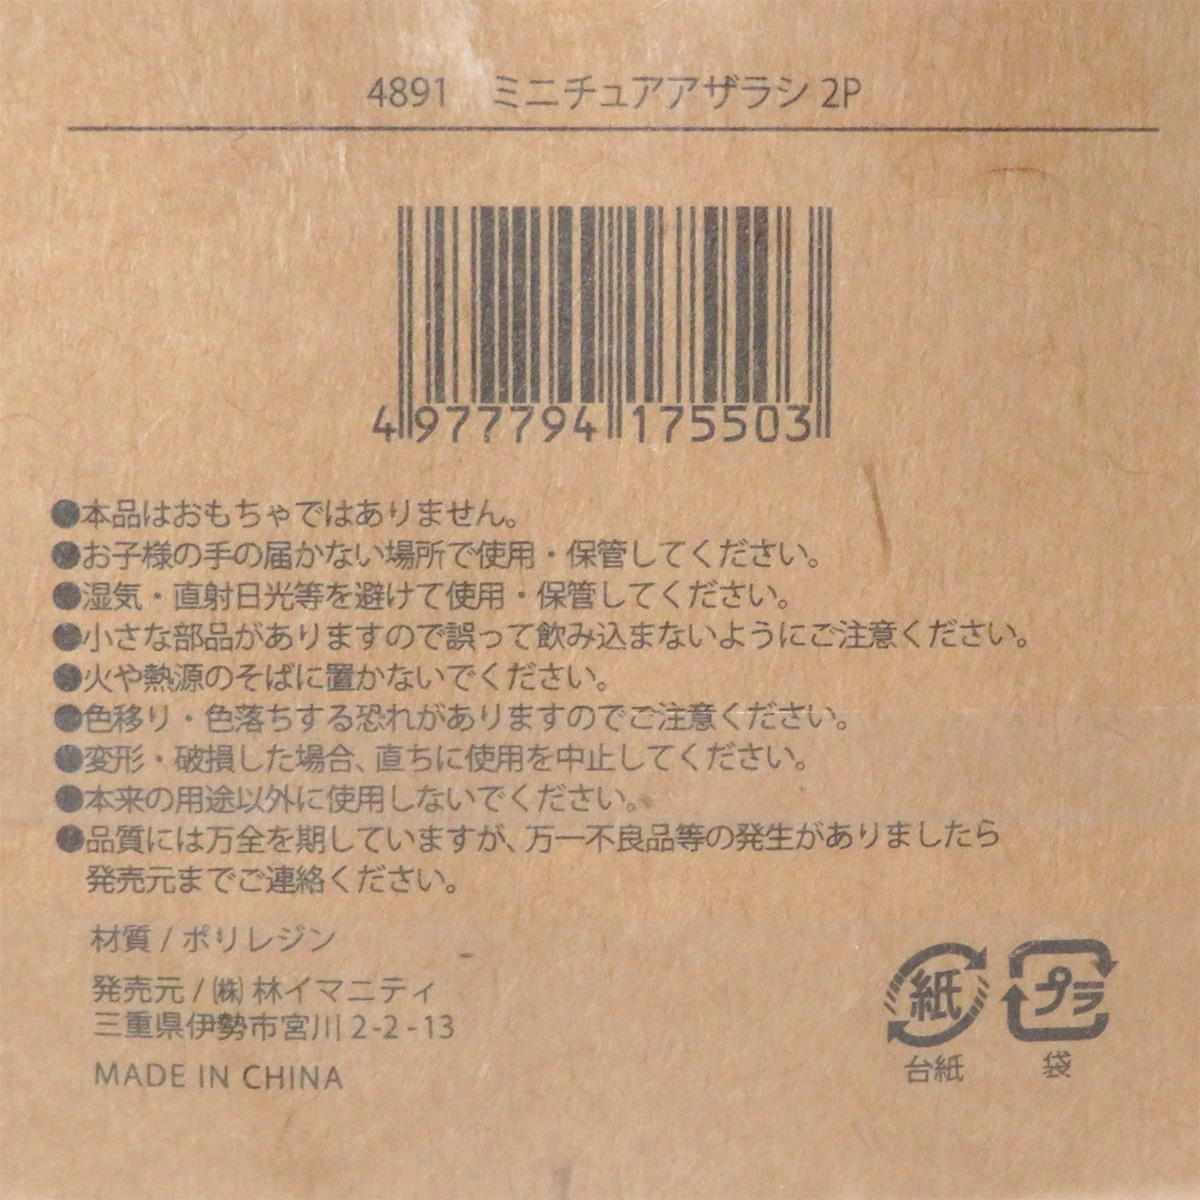 4891　ミニチュアアザラシ 2P
4 977794 175503
●本品はおもちゃではありません。
●お子様の手の届かない場所で使用・保管してください。
●湿気・直射日光等を避けて使用・保管してください。
●小さな部品がありますので誤って飲み込まないようにご注意ください。
●火や熱源のそばに置かないでください。
●色移り・色落ちする恐れがありますのでご注意ください。
●変形・破損した場合、直ちに使用を中止してください。
●本来の用途以外に使用しないでください。
●品質には万全を期していますが、万一不良品等の発生がありましたら
発売元までご連絡ください。
材質 / ポリレジン
発売元 / ㈱ 林イマニティ
三重県伊勢市宮川 2-2-13
MADE IN CHINA
紙
台紙
プラ
袋